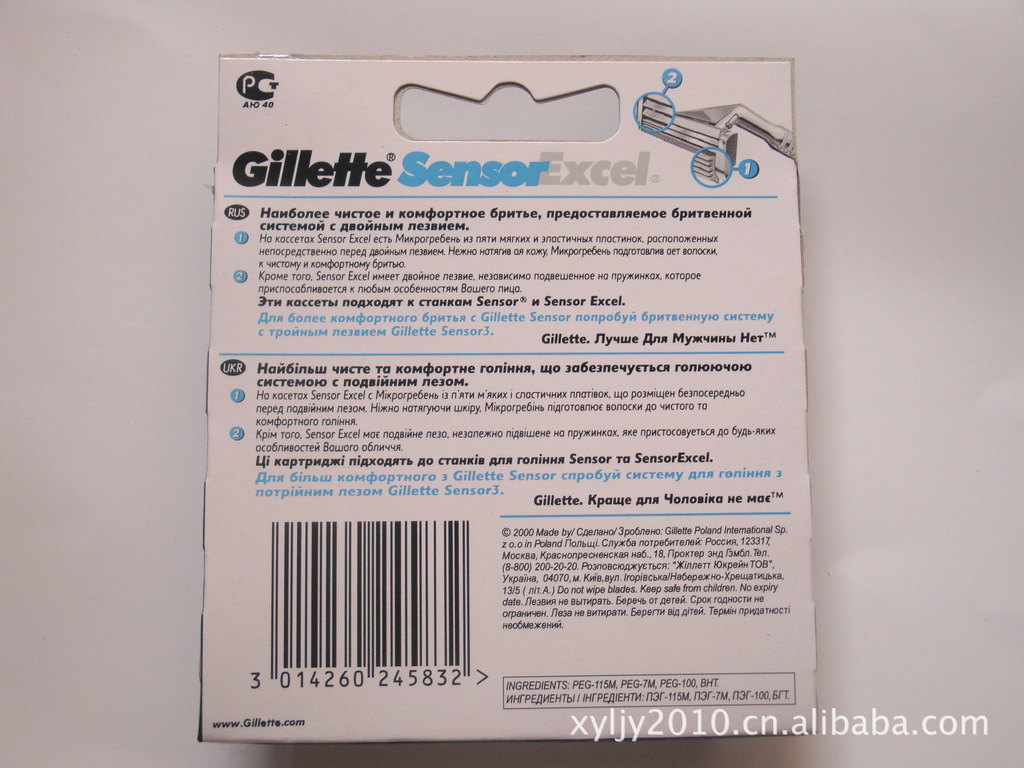 РСТ
АЮ 40
2
1
Gillette® SensorExcel®
RUS Наиболее чистое и комфортное бритье, предоставляемое бритвенной
системой с двойным лезвием.
1 На кассетах Sensor Excel есть Микрогребень из пяти мягких и эластичных пластинок, расположенных
непосредственно перед двойным лезвием. Нежно натягив ая кожу, Микрогребень подготовлив ает волоски,
к чистому и комфортному бритью.
2 Кроме того, Sensor Excel имеет двойное лезвие, независимо подвешенное на пружинках, которое
приспосабливается к любым особенностям Вашего лица.
Эти кассеты подходят к станкам Sensor® и Sensor Excel.
Для более комфортного бритья с Gillette Sensor попробуй бритвенную систему
с тройным лезвием Gillette Sensor3.
Gillette. Лучше Для Мужчины Нет™
UKR Найбільш чисте та комфортне гоління, що забезпечується голюючою
системою с подвійним лезом.
1 На касетах Sensor Excel є Мікрогребень із п'яти м'яких і сластичних платівок, що розміщен безпосередньо
перед подвійним лезом. Ніжно натягуючи шкіру, Мікрогребінь підготовлює волоски до чистого та
комфортного гоління.
2 Крім того, Sensor Excel має подвійне лезо, незалежно підвішене на пружинках, яке пристосовуеться до будь-яких
особливостей Вашого обличчя.
Ці картриджі підходять до станків для гоління Sensor та SensorExcel.
Для більш комфортного з Gillette Sensor спробуй систему для гоління з
потрійним лезом Gillette Sensor3.
Gillette. Краще для Чоловіка не має™
© 2000 Made by/ Сделано/ Зроблено: Gillette Poland International Sp.
z o.o in Poland Польщі. Служба потребителей: Россия, 123317,
Москва, Краснопресненская наб., 18, Проктер энд Гэмбл. Тел.
(8-800) 200-20-20. Розповсюджується: "Жіллетт Юкрейн ТОВ",
Україна, 04070, м. Київ,вул. Ігорівська/Набережно-Хрещатицька,
13/5 ( літ.А.) Do not wipe blades. Keep safe from children. No expiry
date. Лезвия не вытирать. Беречь от детей. Срок годности не
ограничен. Леза не витирати. Берегти від дітей. Термін придатності
необмежений.
3 014260 245832 >
INGREDIENTS: PEG-115M, PEG-7M, PEG-100, BHT.
ИНГРЕДИЕНТЫ / ІНГРЕДІЕНТИ: ПЭГ-115М, ПЭГ-7М, ПЭГ-100, БГТ.
www.Gillette.com
xyljy2010.cn.alibaba.com